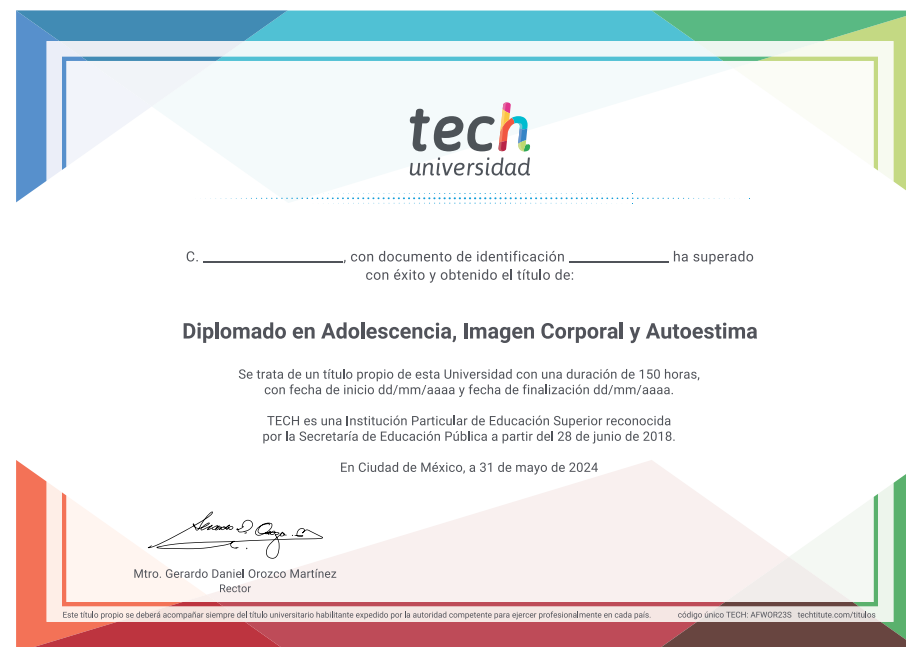 tech
universidad
C. ____________________, con documento de identificación ______________ ha superado
con éxito y obtenido el título de:
Diplomado en Adolescencia, Imagen Corporal y Autoestima
Se trata de un título propio de esta Universidad con una duración de 150 horas,
con fecha de inicio dd/mm/aaaa y fecha de finalización dd/mm/aaaa.
TECH es una Institución Particular de Educación Superior reconocida
por la Secretaría de Educación Pública a partir del 28 de junio de 2018.
En Ciudad de México, a 31 de mayo de 2024
Mtro. Gerardo Daniel Orozco Martínez
Rector
Este título propio se deberá acompañar siempre del título universitario habilitante expedido por la autoridad competente para ejercer profesionalmente en cada país. código único TECH: AFWOR23S techtitute.com/titulos